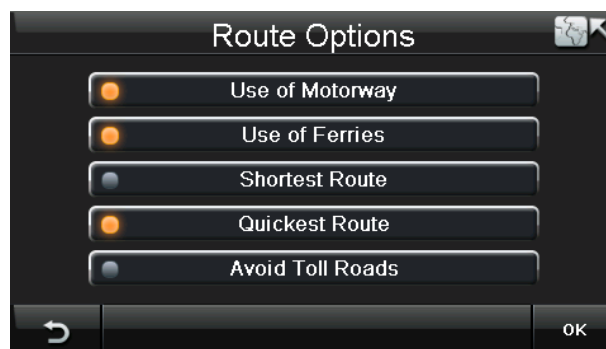 Route Options
Use of Motorway
Use of Ferries
Shortest Route
Quickest Route
Avoid Toll Roads
OK